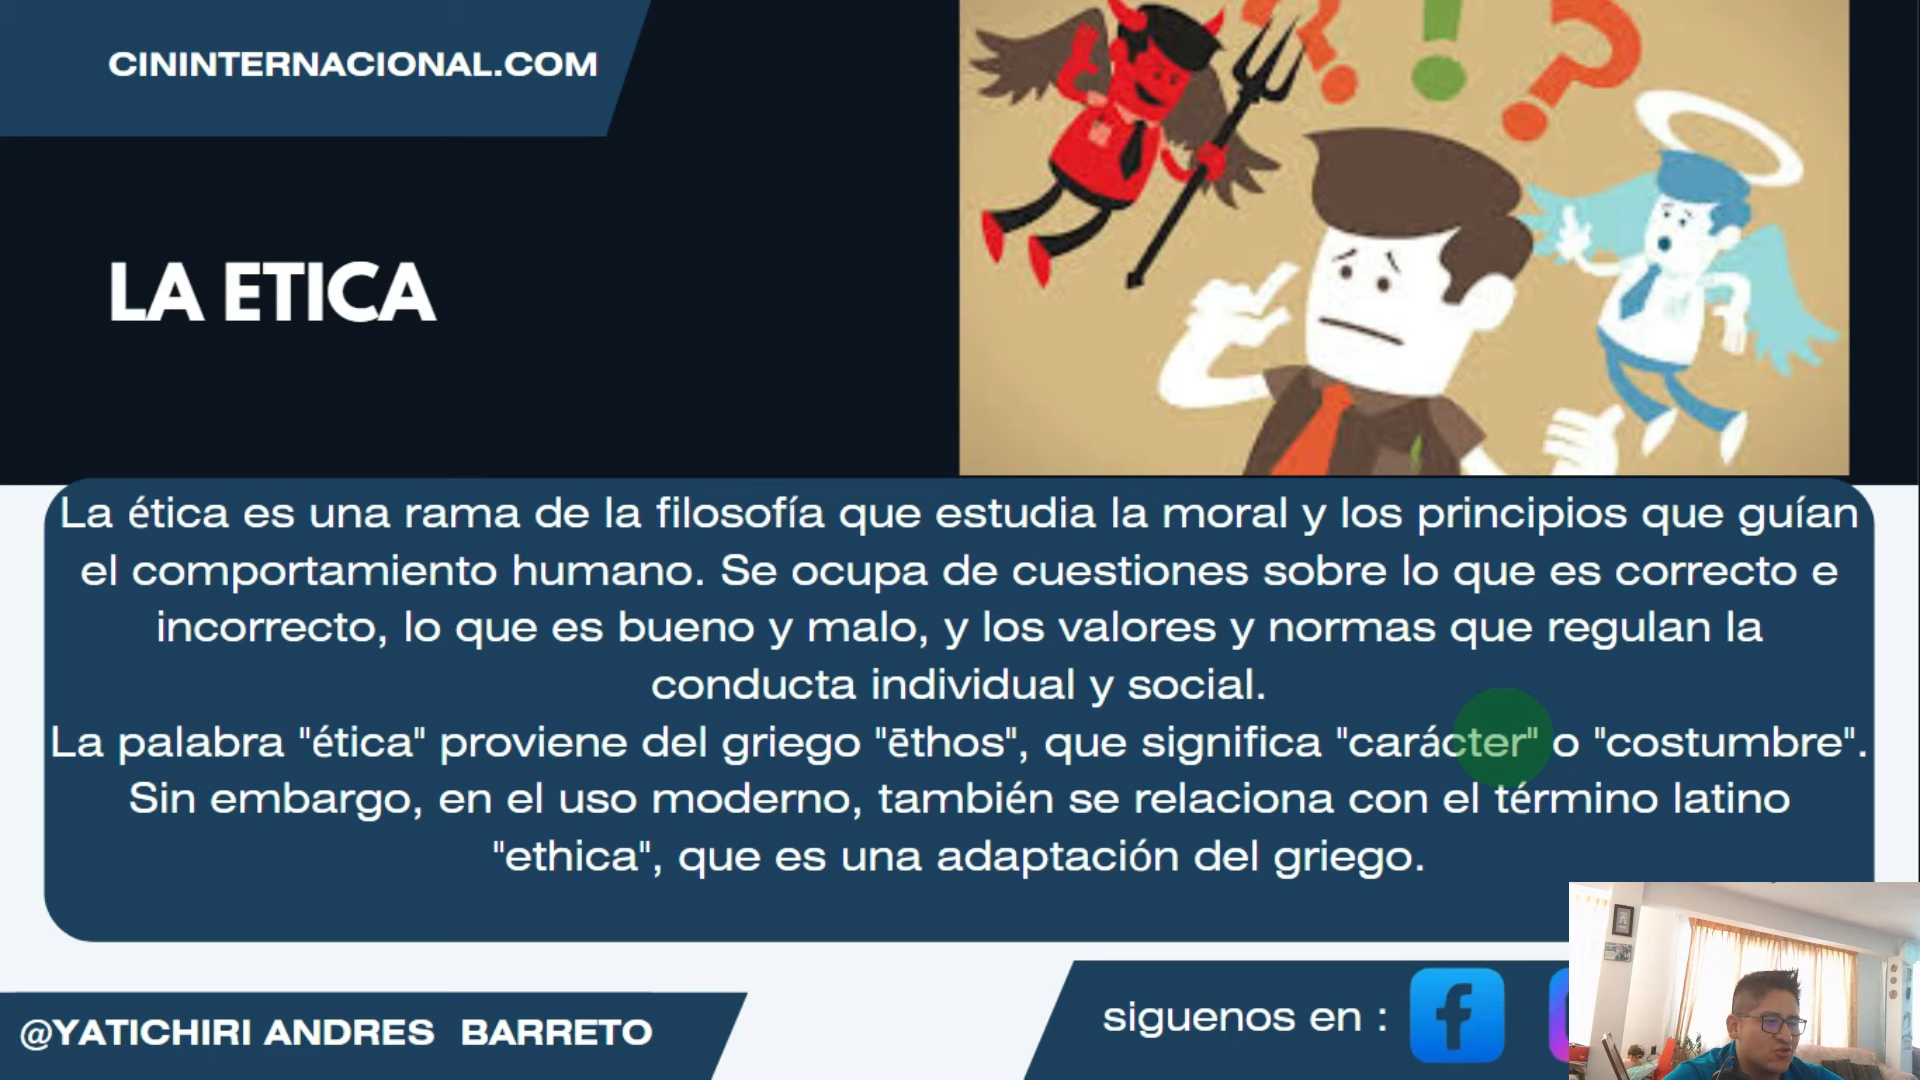 CININTERNACIONAL.COM
LA ETICA
La ética es una rama de la filosofía que estudia la moral y los principios que guían
el comportamiento humano. Se ocupa de cuestiones sobre lo que es correcto e
incorrecto, lo que es bueno y malo, y los valores y normas que regulan la
conducta individual y social.
La palabra "ética" proviene del griego "ēthos", que significa "carácter" o "costumbre".
Sin embargo, en el uso moderno, también se relaciona con el término latino
"ethica", que es una adaptación del griego.
@YATICHIRI ANDRES BARRETO
siguenos en :